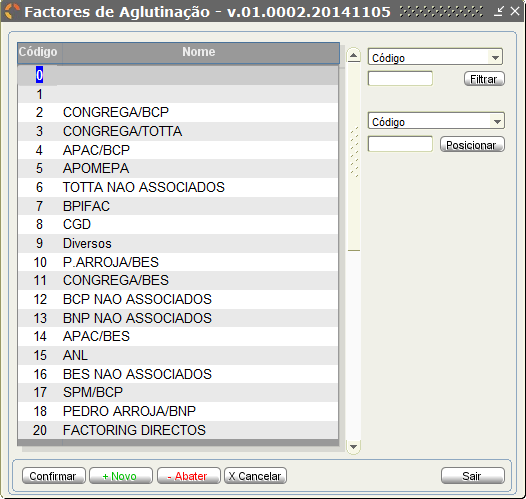 Factores de Aglutinação - v.01.0002.20141105
Código Nome
0
1
2 CONGREGA/BCP
3 CONGREGA/TOTTA
4 APAC/BCP
5 APOMEPA
6 TOTTA NAO ASSOCIADOS
7 BPIFAC
8 CGD
9 Diversos
10 P.ARROJA/BES
11 CONGREGA/BES
12 BCP NAO ASSOCIADOS
13 BNP NAO ASSOCIADOS
14 APAC/BES
15 ANL
16 BES NAO ASSOCIADOS
17 SPM/BCP
18 PEDRO ARROJA/BNP
20 FACTORING DIRECTOS
Código
Filtrar
Código
Posicionar
Confirmar + Novo - Abater X Cancelar Sair